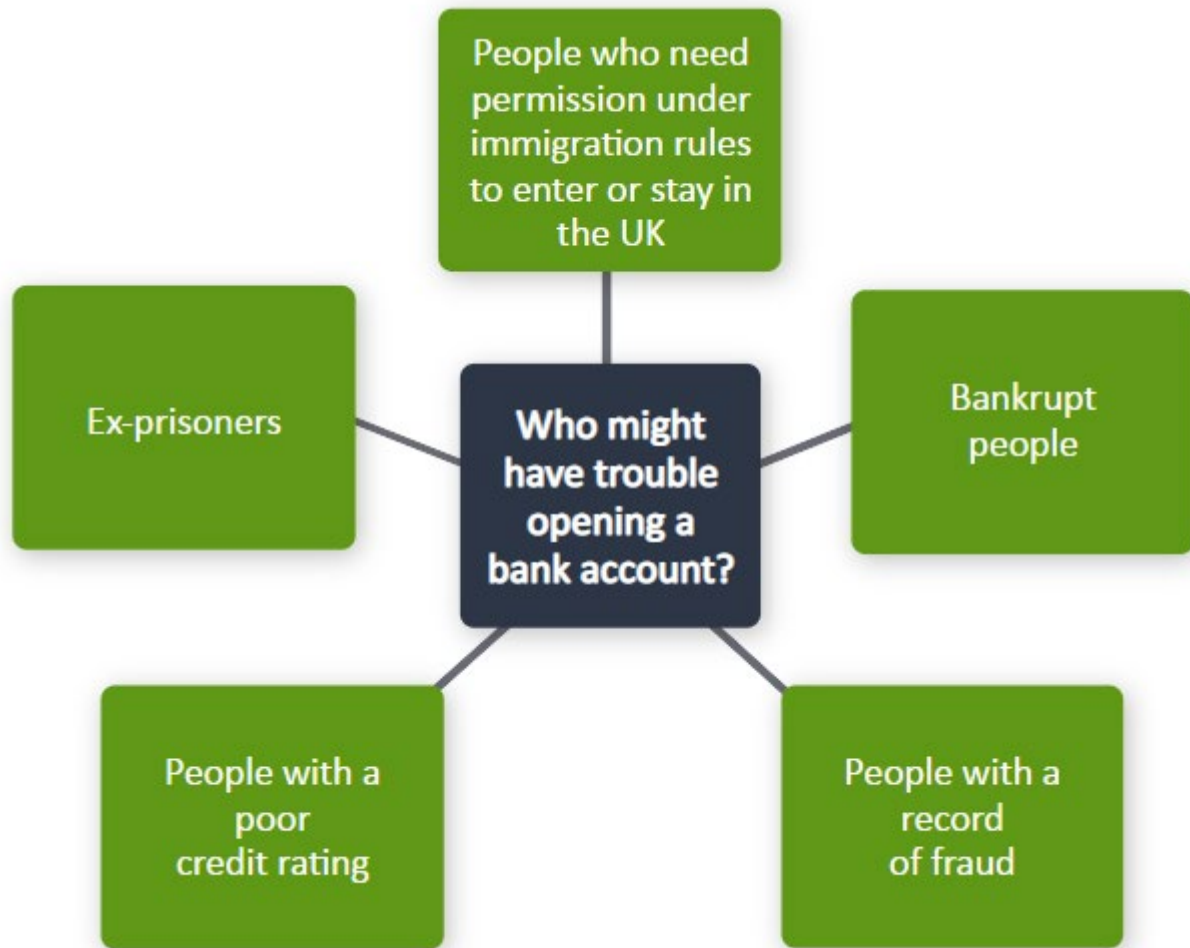 People who need
permission under
immigration rules
to enter or stay in
the UK
Ex-prisoners
Who might
have trouble
opening a
bank account?
Bankrupt
people
People with a
poor
credit rating
People with a
record
of fraud